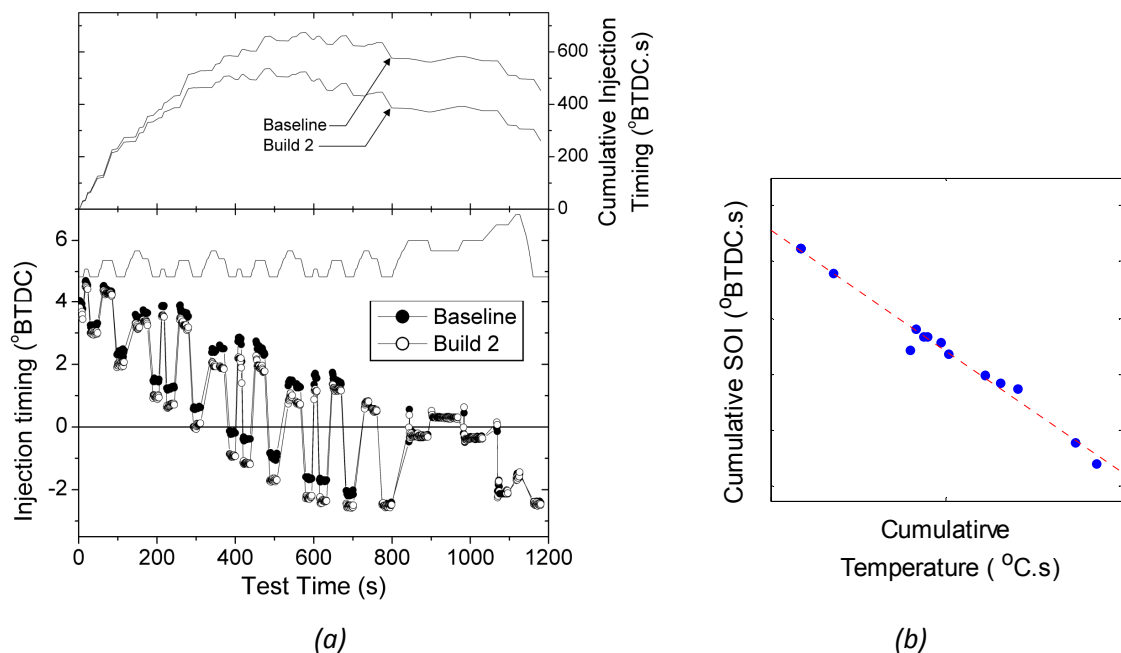 600
400
200
0
Cumulative Injection
Timing (°BTDC.s)
Baseline
Build 2
6
4
2
0
-2
Injection timing (°BTDC)
Baseline
Build 2
0 200 400 600 800 1000 1200
Test Time (s)
(a)
Cumulative SOI (°BTDC.s)
Cumulatirve
Temperature ( °C.s)
(b)